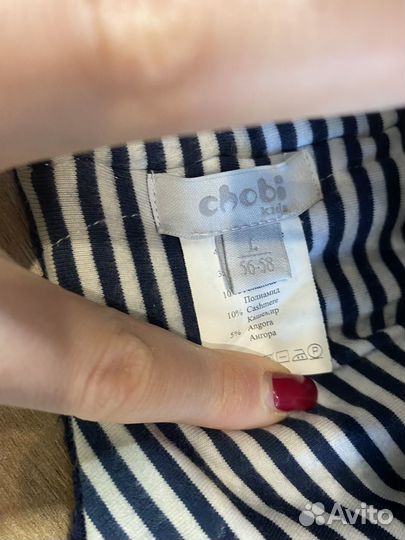 chobi
kids
L
56-58
Полиамид
10% Cashmere
Кашемир
5% Angora
Ангора
Avito